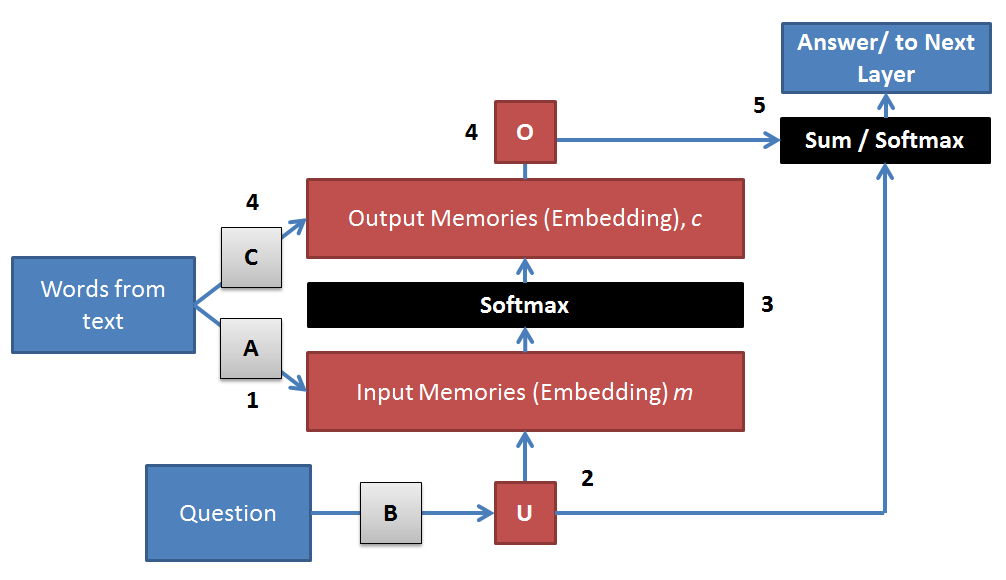 Answer/ to Next
Layer
5
4
O
Sum / Softmax
4
Output Memories (Embedding), c
C
Words from
text
Softmax
3
A
Input Memories (Embedding) m
1
2
Question
B
U